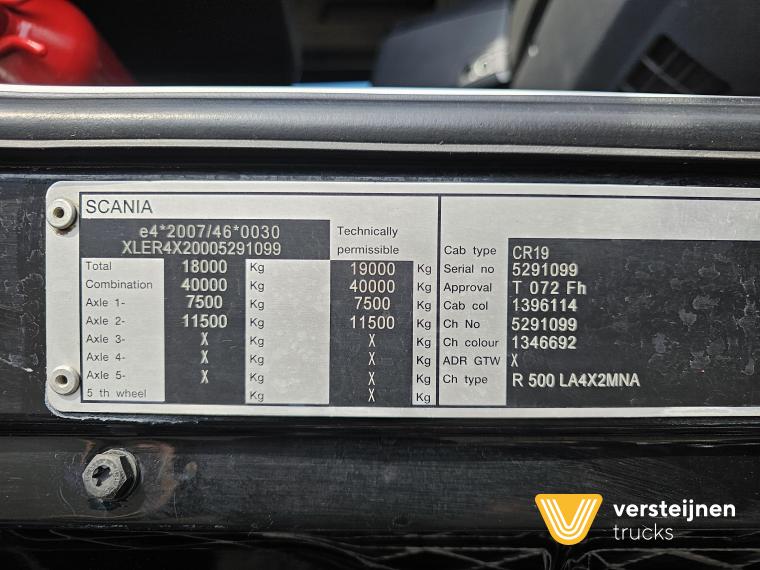 SCANIA
e4*2007/46*0030
XLER4X20005291099
Technically
permissible
Total 18000 Kg 19000 Kg
Combination 40000 Kg 40000 Kg
Axle 1- 7500 Kg 7500 Kg
Axle 2- 11500 Kg 11500 Kg
Axle 3- X Kg X Kg
Axle 4- X Kg X Kg
Axle 5- X Kg X Kg
5 th wheel Kg X Kg
Cab type CR19
Serial no 5291099
Approval T 072 Fh
Cab col 1396114
Ch No 5291099
Ch colour 1346692
ADR GTW X
Ch type R 500 LA4X2MNA
versteijnen
trucks